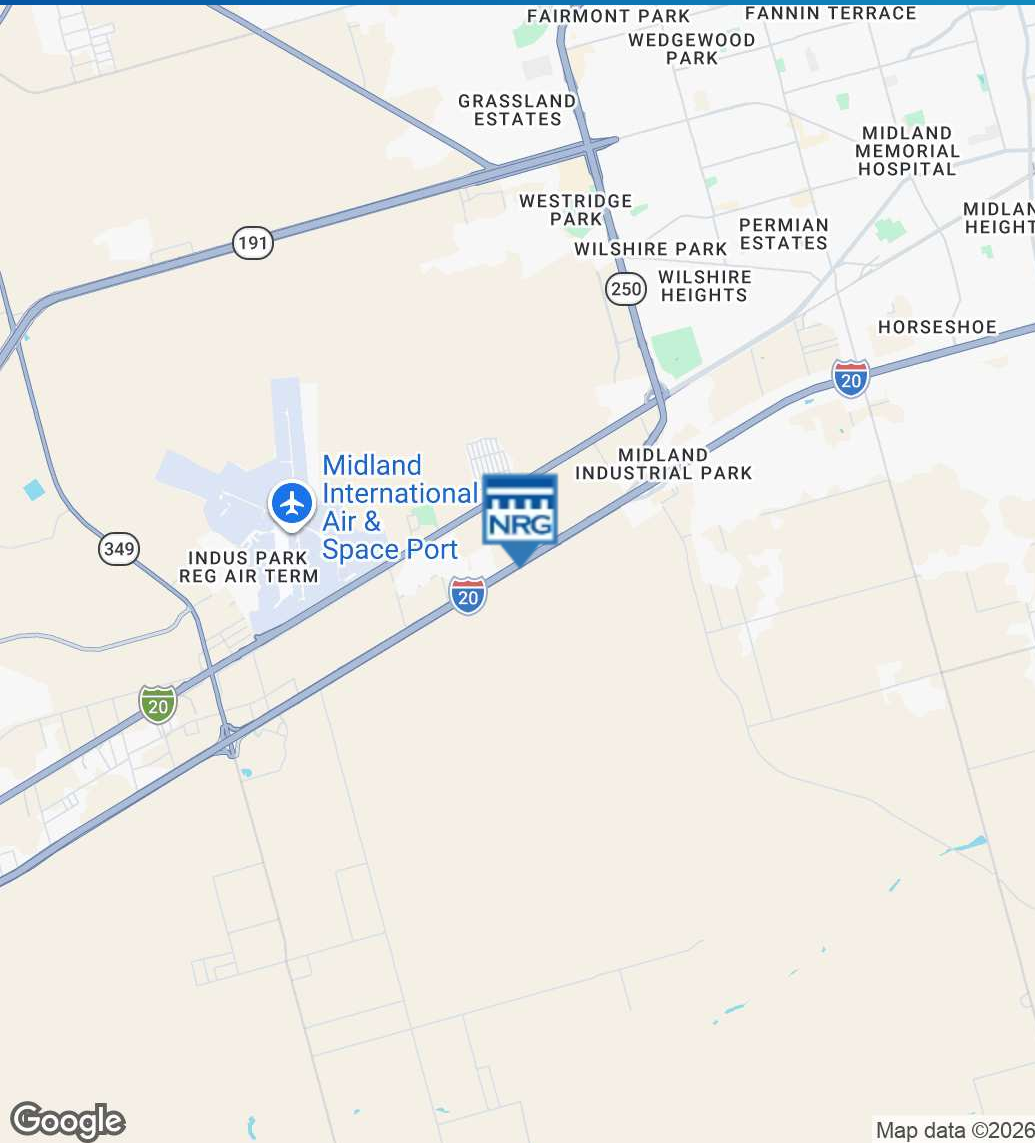 FAIRMONT PARK
FANNIN TERRACE
WEDGEWOOD
PARK
GRASSLAND
ESTATES
MIDLAND
MEMORIAL
HOSPITAL
WESTRIDGE
PARK
MIDLAN
HEIGHT
PERMIAN
ESTATES
191
WILSHIRE PARK
250
WILSHIRE
HEIGHTS
HORSESHOE
20
MIDLAND
INDUSTRIAL PARK
Midland
International
Air &
Space Port
NRG
349
INDUS PARK
REG AIR TERM
20
20
Google
Map data ©2026